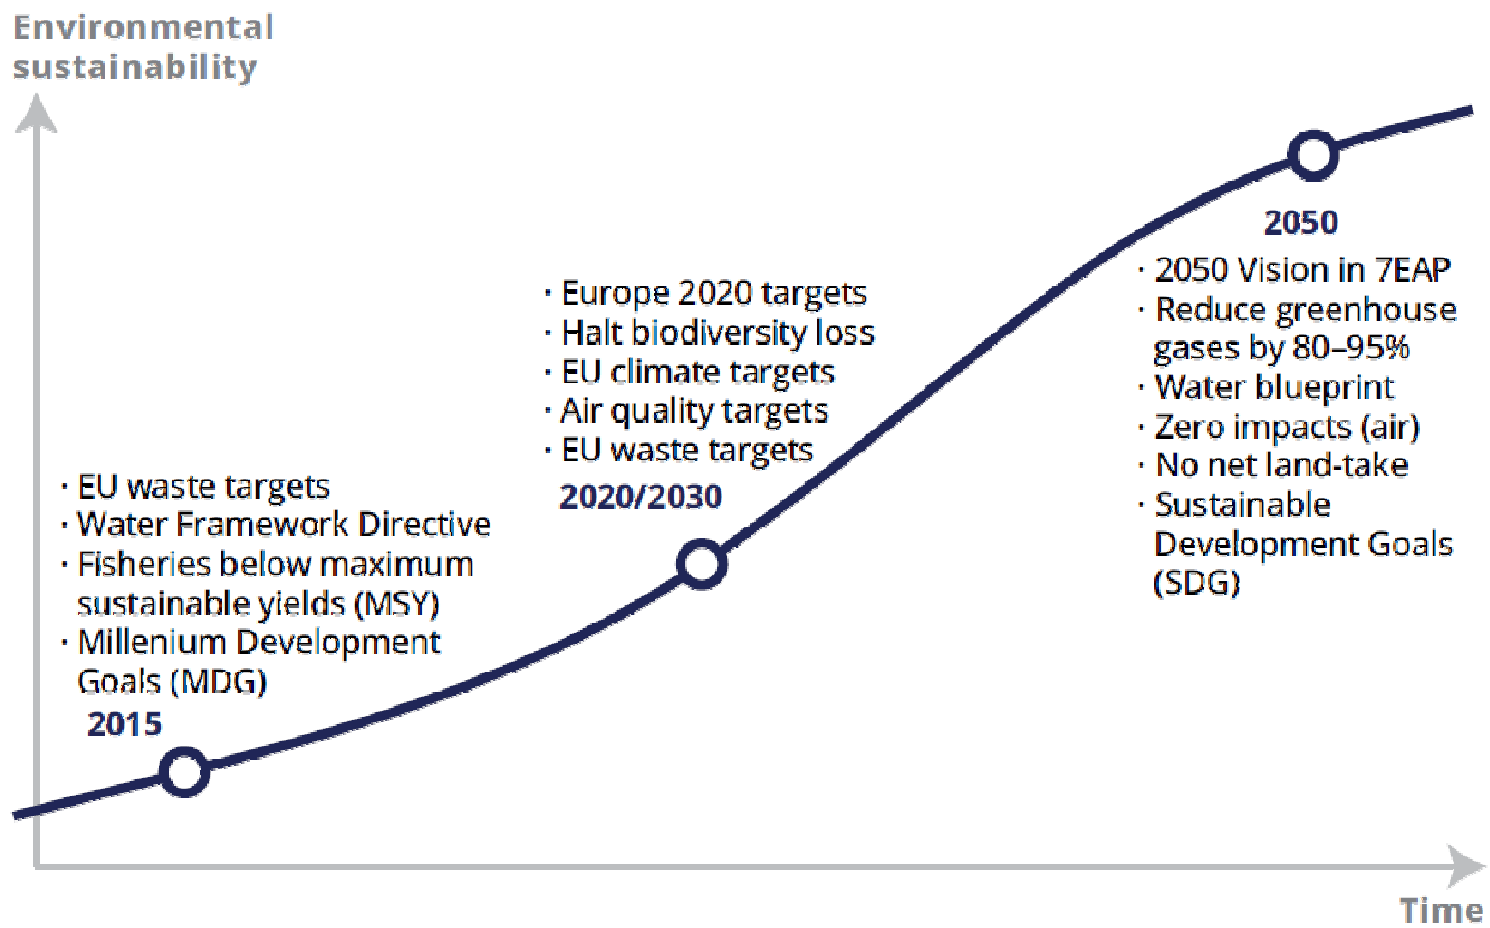 Environmental
sustainability
· EU waste targets
· Water Framework Directive
· Fisheries below maximum
sustainable yields (MSY)
· Millenium Development
Goals (MDG)
2015
· Europe 2020 targets
· Halt biodiversity loss
· EU climate targets
· Air quality targets
· EU waste targets
2020/2030
2050
· 2050 Vision in 7EAP
· Reduce greenhouse
gases by 80–95%
· Water blueprint
· Zero impacts (air)
· No net land-take
· Sustainable
Development Goals
(SDG)
Time